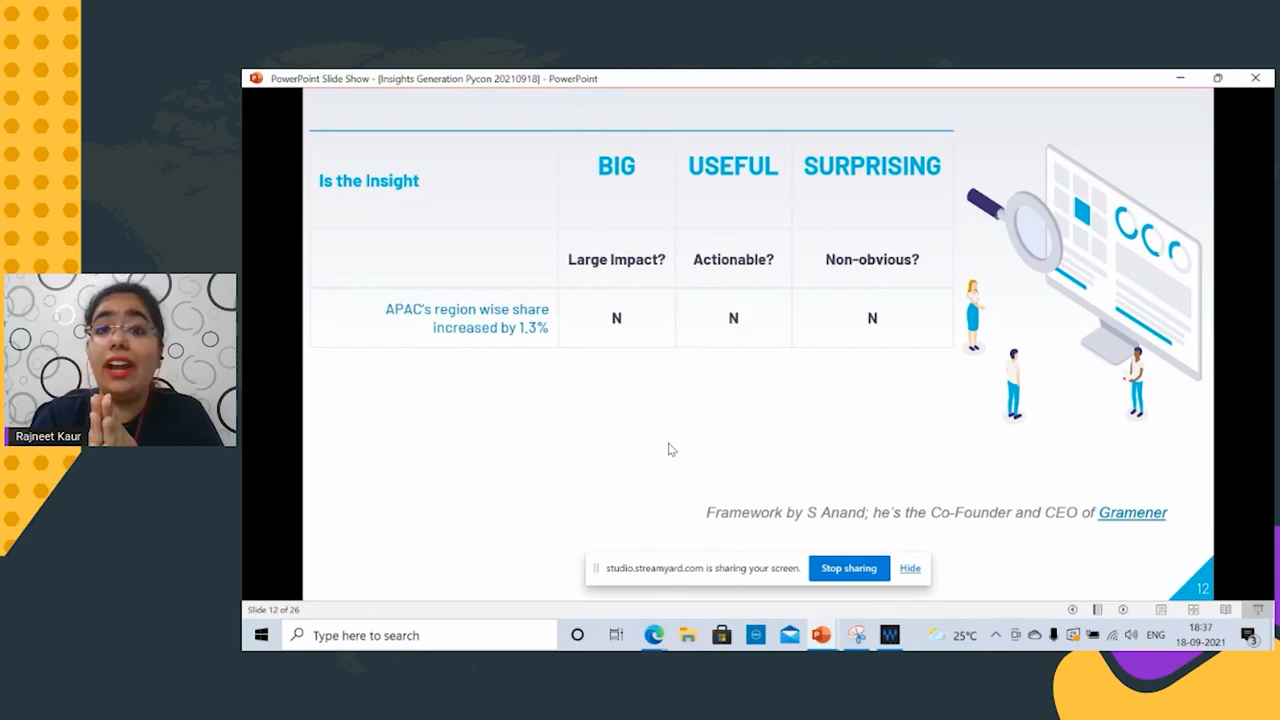 PowerPoint Slide Show - [Insights Generation Pycon 20210918] - PowerPoint
Is the Insight
BIG
USEFUL
SURPRISING
Large Impact?
Actionable?
Non-obvious?
APAC's region wise share
increased by 1.3%
N
N
N
Rajneet Kaur
Framework by S Anand; he's the Co-Founder and CEO of Gramener
studio.streamyard.com is sharing your screen.
Stop sharing
Hide
12
Slide 12 of 26
Type here to search
25°C
ENG
18:37
18-09-2021
3